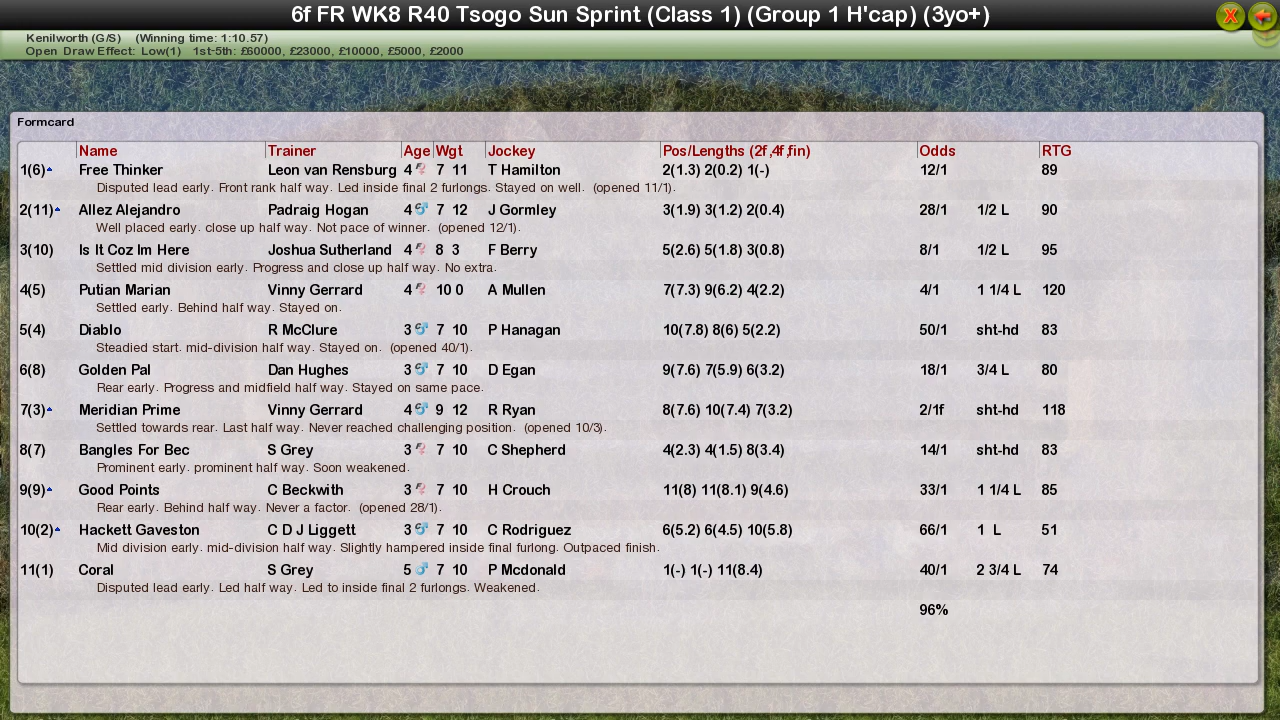 6f FR WK8 R40 Tsogo Sun Sprint (Class 1) (Group 1 H'cap) (3yo+)
Kenilworth (G/S) (Winning time: 1:10.57)
Open Draw Effect: Low(1) 1st-5th: £60000, £23000, £10000, £5000, £2000
Formcard
Name Trainer Age Wgt Jockey Pos/Lengths (2f,4f,fin) Odds RTG
1(6) Free Thinker Leon van Rensburg 4 7 11 T Hamilton 2(1.3) 2(0.2) 1(-) 12/1 89
Disputed lead early. Front rank half way. Led inside final 2 furlongs. Stayed on well. (opened 11/1).
2(11) Allez Alejandro Padraig Hogan 4 7 12 J Gormley 3(1.9) 3(1.2) 2(0.4) 28/1 1/2 L 90
Well placed early. close up half way. Not pace of winner. (opened 12/1).
3(10) Is It Coz Im Here Joshua Sutherland 4 8 3 F Berry 5(2.6) 5(1.8) 3(0.8) 8/1 1/2 L 95
Settled mid division early. Progress and close up half way. No extra.
4(5) Putian Marian Vinny Gerrard 4 10 0 A Mullen 7(7.3) 9(6.2) 4(2.2) 4/1 1 1/4 L 120
Settled early. Behind half way. Stayed on.
5(4) Diablo R McClure 3 7 10 P Hanagan 10(7.8) 8(6) 5(2.2) 50/1 sht-hd 83
Steadied start. mid-division half way. Stayed on. (opened 40/1).
6(8) Golden Pal Dan Hughes 3 7 10 D Egan 9(7.6) 7(5.9) 6(3.2) 18/1 3/4 L 80
Rear early. Progress and midfield half way. Stayed on same pace.
7(3) Meridian Prime Vinny Gerrard 4 9 12 R Ryan 8(7.6) 10(7.4) 7(3.2) 2/1f sht-hd 118
Settled towards rear. Last half way. Never reached challenging position. (opened 10/3).
8(7) Bangles For Bec S Grey 3 7 10 C Shepherd 4(2.3) 4(1.5) 8(3.4) 14/1 sht-hd 83
Prominent early. prominent half way. Soon weakened.
9(9) Good Points C Beckwith 3 7 10 H Crouch 11(8) 11(8.1) 9(4.6) 33/1 1 1/4 L 85
Rear early. Behind half way. Never a factor. (opened 28/1).
10(2) Hackett Gaveston C D J Liggett 3 7 10 C Rodriguez 6(5.2) 6(4.5) 10(5.8) 66/1 1 L 51
Mid division early. mid-division half way. Slightly hampered inside final furlong. Outpaced finish.
11(1) Coral S Grey 5 7 10 P Mcdonald 1(-) 1(-) 11(8.4) 40/1 2 3/4 L 74
Disputed lead early. Led half way. Led to inside final 2 furlongs. Weakened.
96%